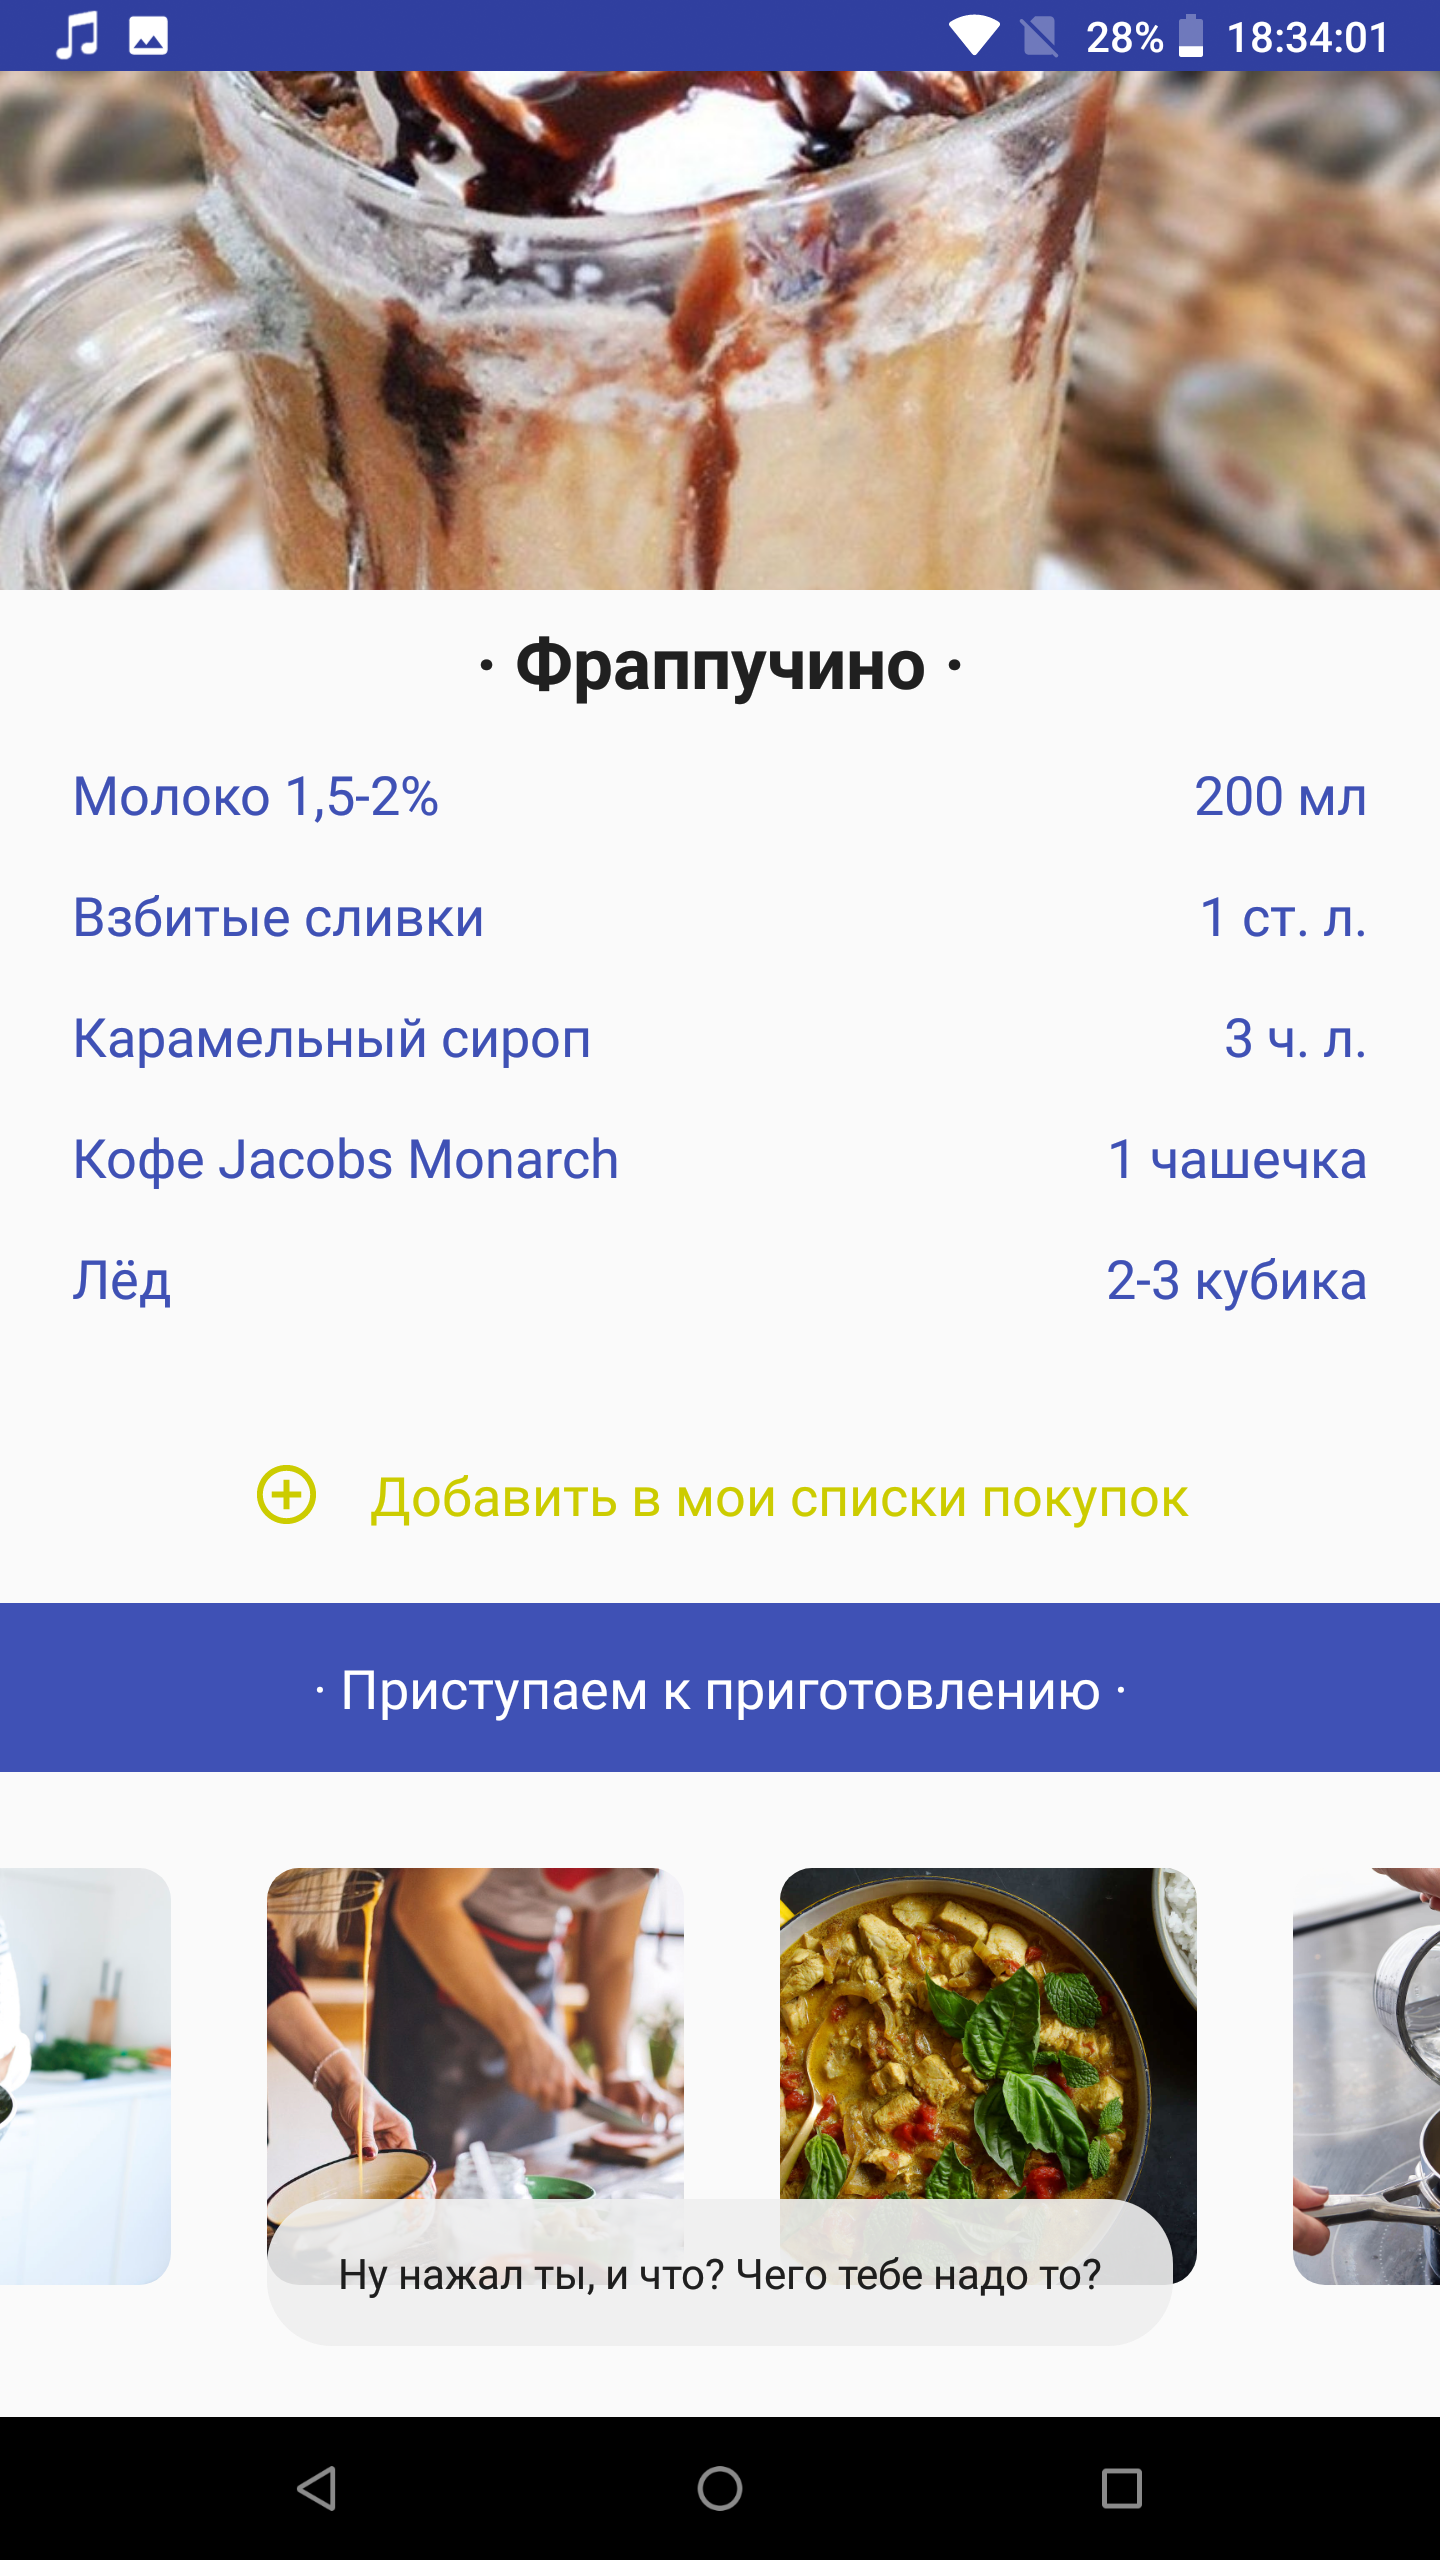 28% 18:34:01
· Фраппучино ·
Молоко 1,5-2% 200 мл
Взбитые сливки 1 ст. л.
Карамельный сироп 3 ч. л.
Кофе Jacobs Monarch 1 чашечка
Лёд 2-3 кубика
Добавить в мои списки покупок
· Приступаем к приготовлению ·
Ну нажал ты, и что? Чего тебе надо то?